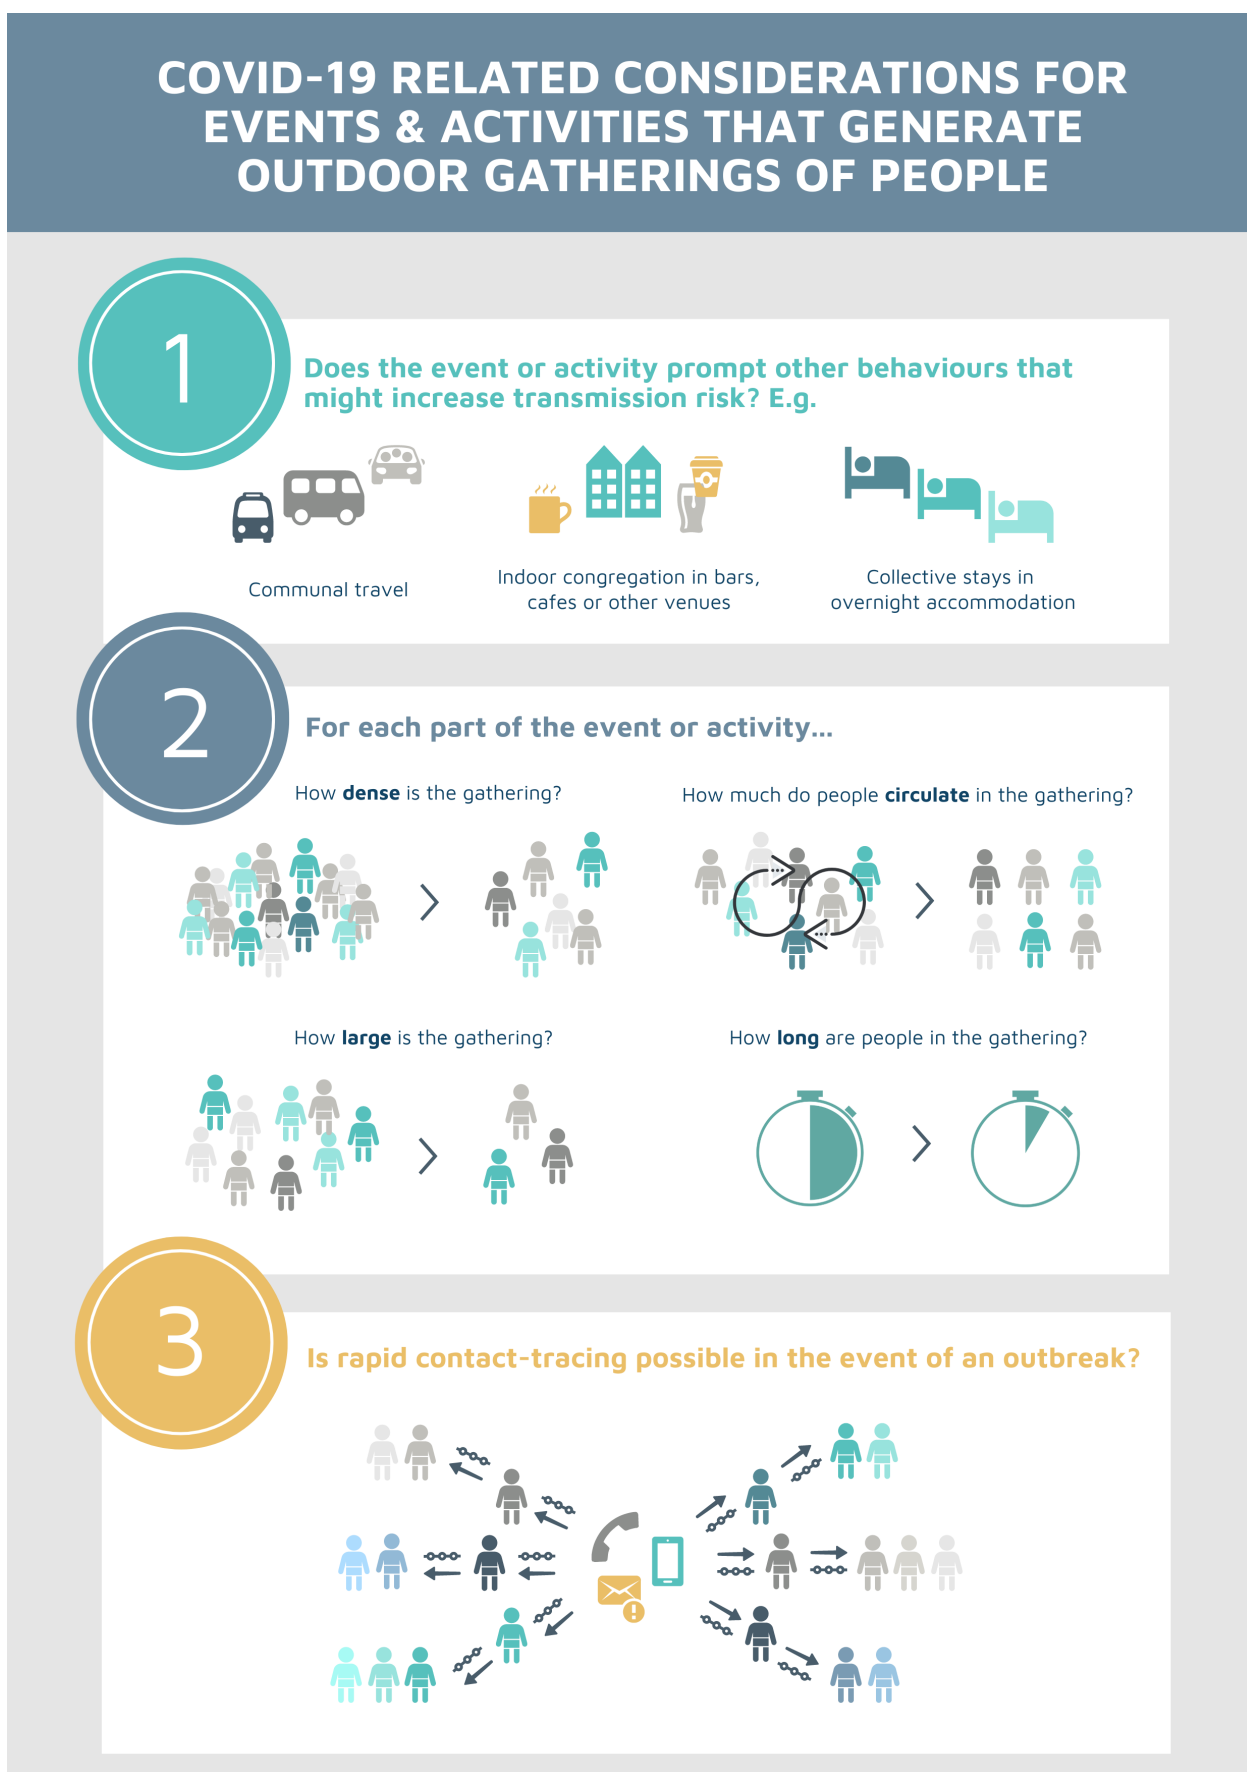 COVID-19 RELATED CONSIDERATIONS FOR
EVENTS & ACTIVITIES THAT GENERATE
OUTDOOR GATHERINGS OF PEOPLE
1
Does the event or activity prompt other behaviours that
might increase transmission risk? E.g.
Communal travel
Indoor congregation in bars,
cafes or other venues
Collective stays in
overnight accommodation
2
For each part of the event or activity...
How dense is the gathering?
How much do people circulate in the gathering?
How large is the gathering?
How long are people in the gathering?
3
Is rapid contact-tracing possible in the event of an outbreak?